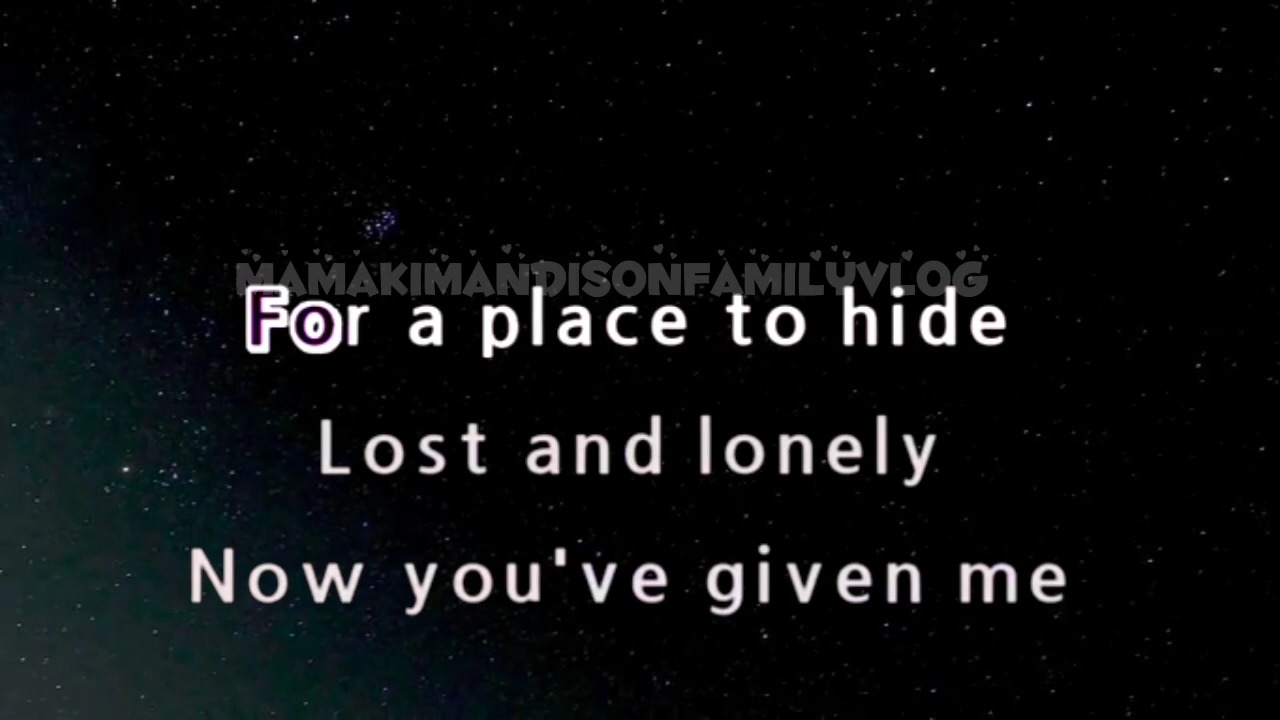 MAMAKIMANDISONFAMILYVLOG
For a place to hide
Lost and lonely
Now you've given me